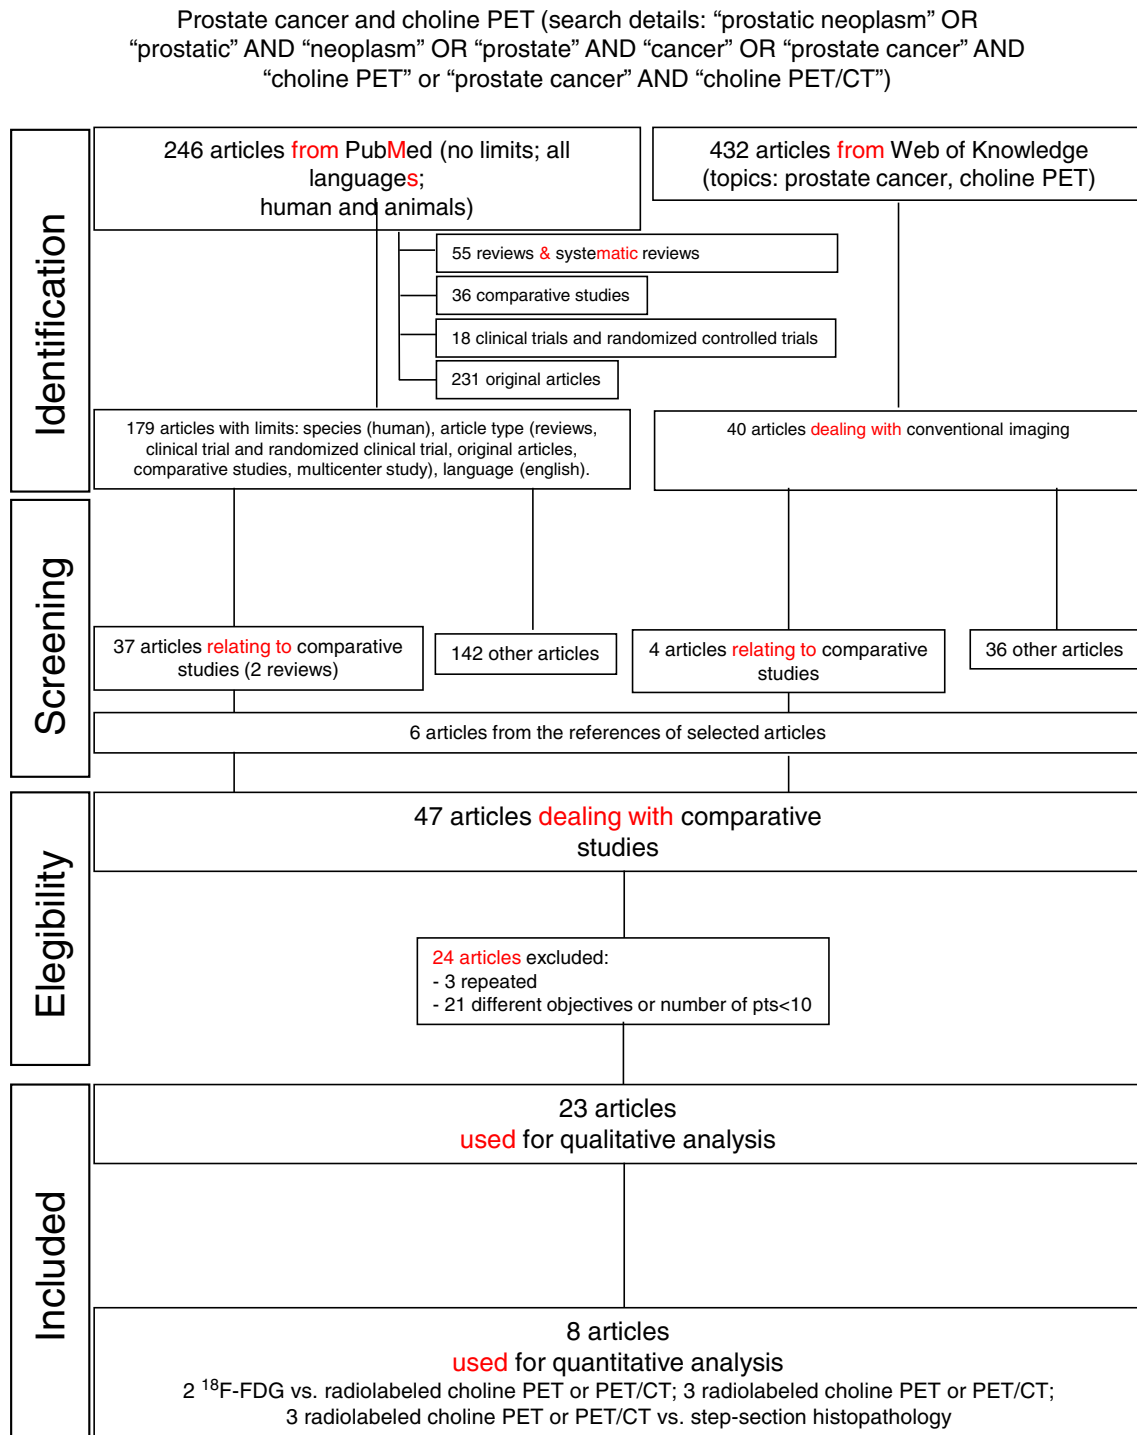 Prostate cancer and choline PET (search details: “prostatic neoplasm” OR
“prostatic” AND “neoplasm” OR “prostate” AND “cancer” OR “prostate cancer” AND
“choline PET” or “prostate cancer” AND “choline PET/CT”)
Identification
246 articles from PubMed (no limits; all
languages;
human and animals)
432 articles from Web of Knowledge
(topics: prostate cancer, choline PET)
55 reviews & systematic reviews
36 comparative studies
18 clinical trials and randomized controlled trials
231 original articles
179 articles with limits: species (human), article type (reviews,
clinical trial and randomized clinical trial, original articles,
comparative studies, multicenter study), language (english).
40 articles dealing with conventional imaging
Screening
37 articles relating to comparative
studies (2 reviews)
142 other articles
4 articles relating to comparative
studies
36 other articles
6 articles from the references of selected articles
Elegibility
47 articles dealing with comparative
studies
24 articles excluded:
- 3 repeated
- 21 different objectives or number of pts<10
Included
23 articles
used for qualitative analysis
8 articles
used for quantitative analysis
2 ¹⁸F-FDG vs. radiolabeled choline PET or PET/CT; 3 radiolabeled choline PET or PET/CT;
3 radiolabeled choline PET or PET/CT vs. step-section histopathology